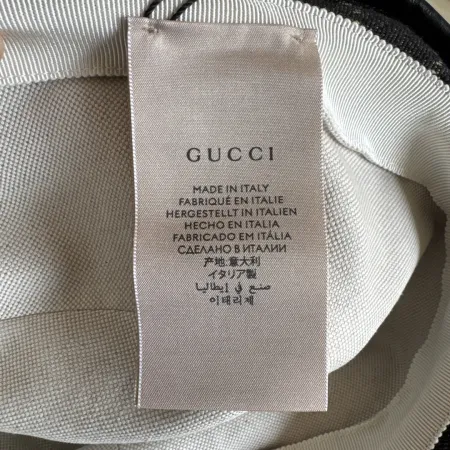 GUCCI
MADE IN ITALY
FABRIQUÉ EN ITALIE
HERGESTELLT IN ITALIEN
HECHO EN ITALIA
FABRICADO EM ITÁLIA
СДЕЛАНО В ИТАЛИИ
产地:意大利
イタリア製
صنع في إيطاليا
이태리제